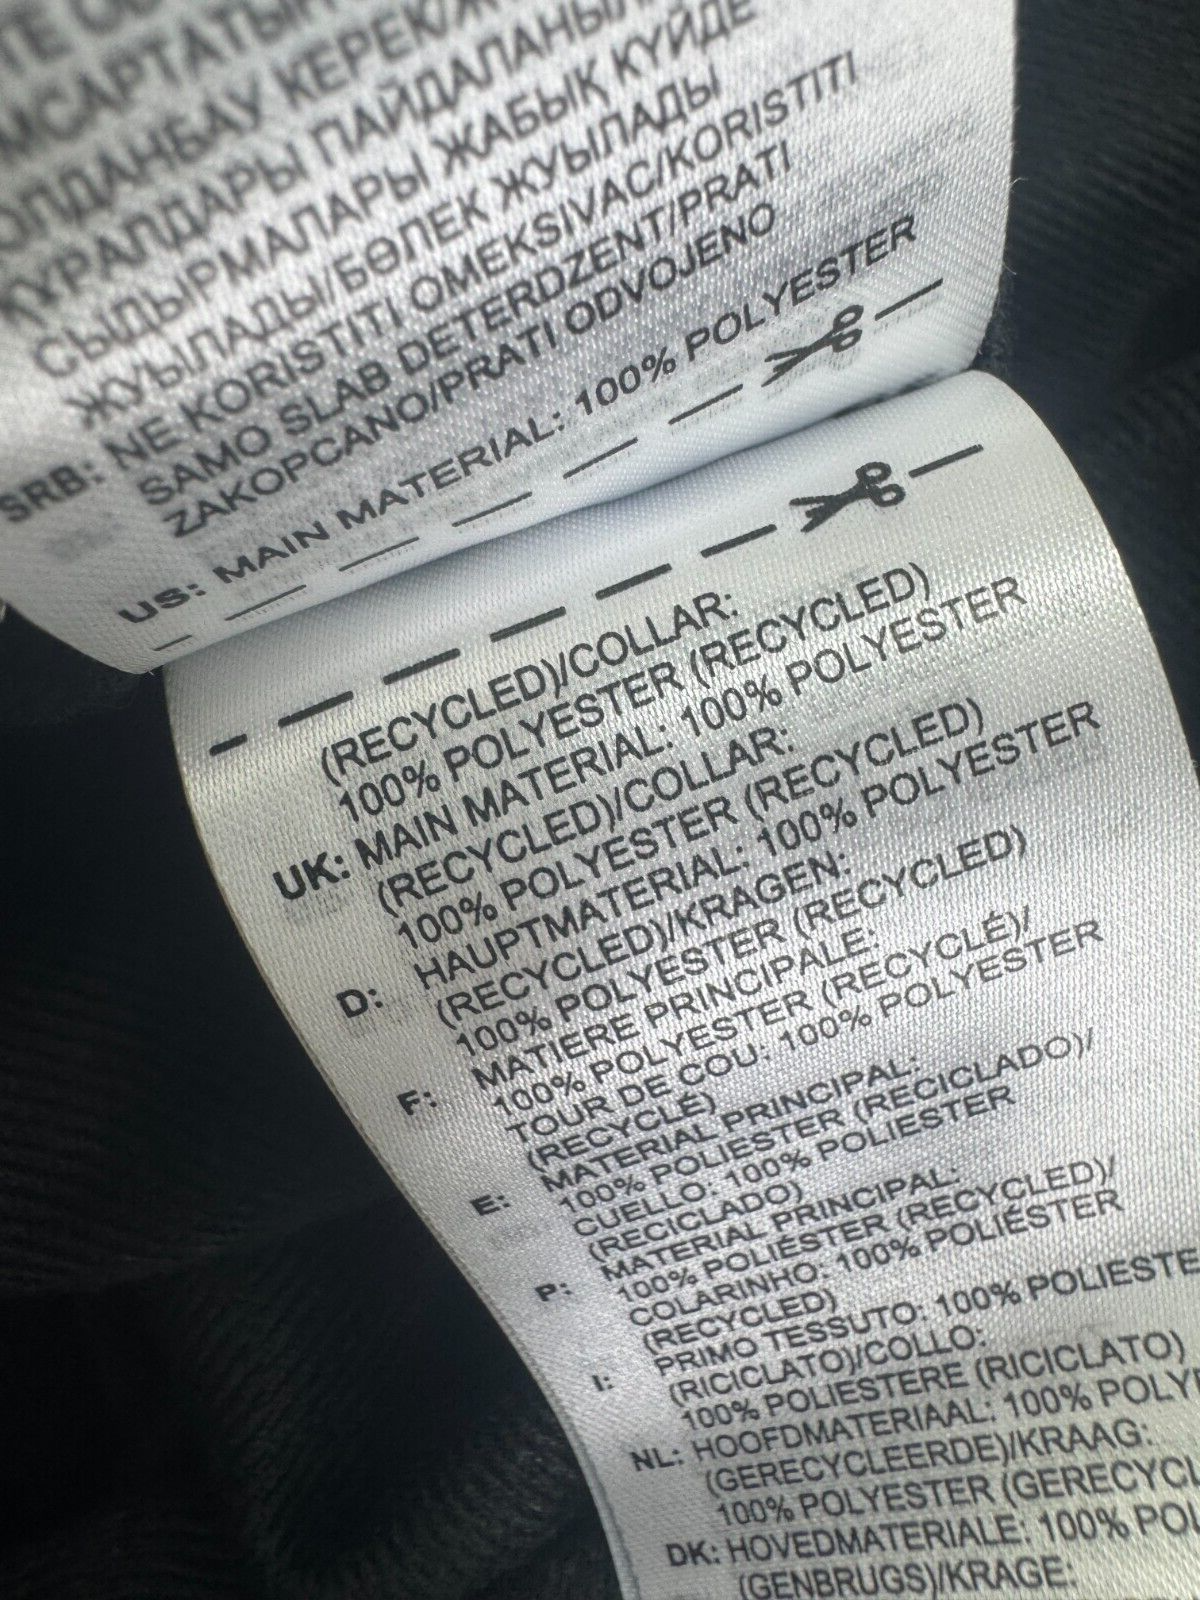 КЕРЕК/
ПАЙДАЛАНЫ
ҚҰРАЛДАРЫ
СЫДЫРМАЛАРЫ ЖАБЫҚ КҮЙДЕ
ЖУЫЛАДЫ/БӨЛЕК ЖУЫЛАДЫ
SRB: NE KORISTITI OMEKSIVAC/KORISTITI
SAMO SLAB DETERDZENT/PRATI
ZAKOPCANO/PRATI ODVOJENO
US: MAIN MATERIAL: 100% POLYESTER
(RECYCLED)/COLLAR:
100% POLYESTER (RECYCLED)
UK: MAIN MATERIAL: 100% POLYESTER
(RECYCLED)/COLLAR:
100% POLYESTER (RECYCLED)
D: HAUPTMATERIAL: 100% POLYESTER
(RECYCLED)/KRAGEN:
100% POLYESTER (RECYCLED)
F: MATIERE PRINCIPALE:
100% POLYESTER (RECYCLÉ)/
TOUR DE COU: 100% POLYESTER
(RECYCLÉ)
E: MATERIAL PRINCIPAL:
100% POLIESTER (RECICLADO)/
CUELLO: 100% POLIESTER
(RECICLADO)
P: MATERIAL PRINCIPAL:
100% POLIÉSTER (RECYCLED)/
COLARINHO: 100% POLIÉSTER
(RECYCLED)
I: PRIMO TESSUTO: 100% POLIESTE
(RICICLATO)/COLLO:
100% POLIESTERE (RICICLATO)
NL: HOOFDMATERIAAL: 100% POLY
(GERECYCLEERDE)/KRAAG:
100% POLYESTER (GERECYCL
DK: HOVEDMATERIALE: 100% POL
(GENBRUGS)/KRAGE: